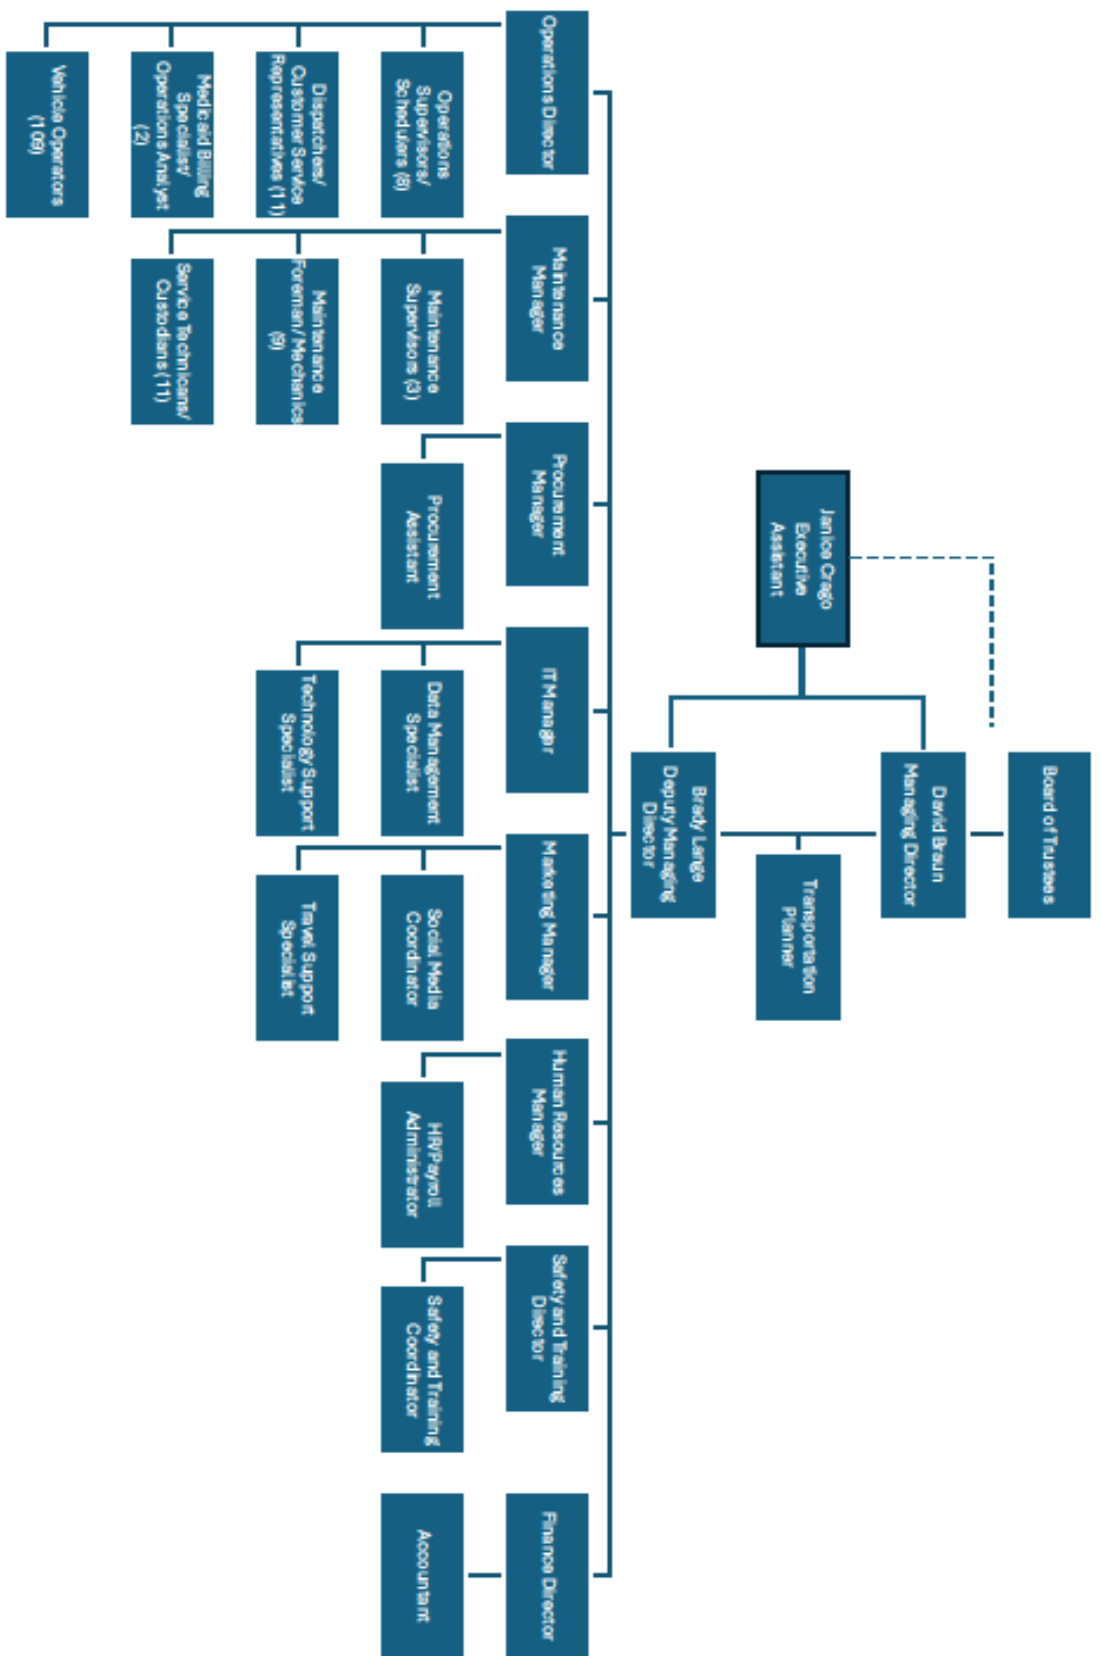 Board of Trustees
David Braun
Managing Director
Janice Crago
Executive
Assistant
Transportation
Planner
Brady Lange
Deputy Managing
Director
Operations Director
Operations
Supervisors/
Schedulers (8)
Dispatchers/
Customer Service
Representatives (11)
Medicaid Billing
Specialist/
Operations Analyst
(2)
Vehicle Operators
(109)
Maintenance
Manager
Maintenance
Supervisors (3)
Maintenance
Foreman/Mechanics
(9)
Service Technicans/
Custodians (11)
Procurement
Manager
Procurement
Assistant
IT Manager
Data Management
Specialist
Technology Support
Specialist
Marketing Manager
Social Media
Coordinator
Travel Support
Specialist
Human Resources
Manager
HR/Payroll
Administrator
Safety and Training
Director
Safety and Training
Coordinator
Finance Director
Accountant